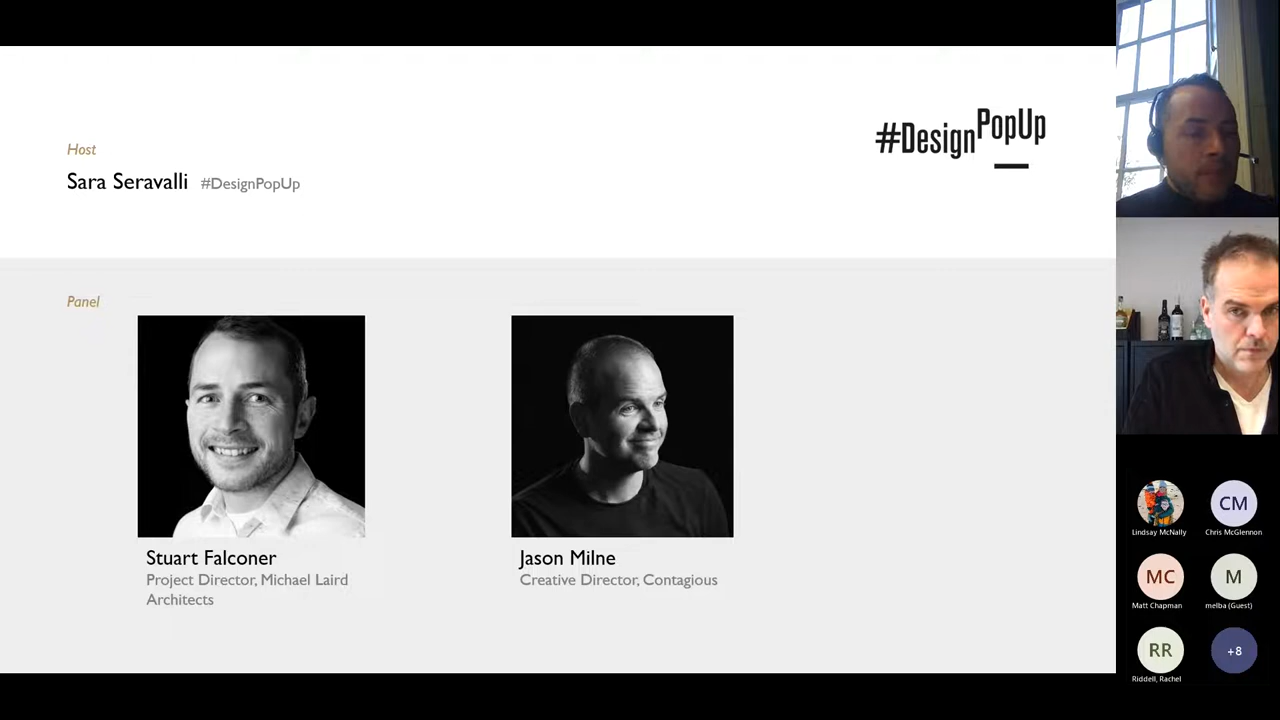 #DesignPopUp
Host
Sara Seravalli #DesignPopUp
Panel
Stuart Falconer
Project Director, Michael Laird
Architects
Jason Milne
Creative Director, Contagious
CM
Lindsay McNally
Chris McGlennon
MC
M
Matt Chapman
melba (Guest)
RR
+8
Riddell, Rachel